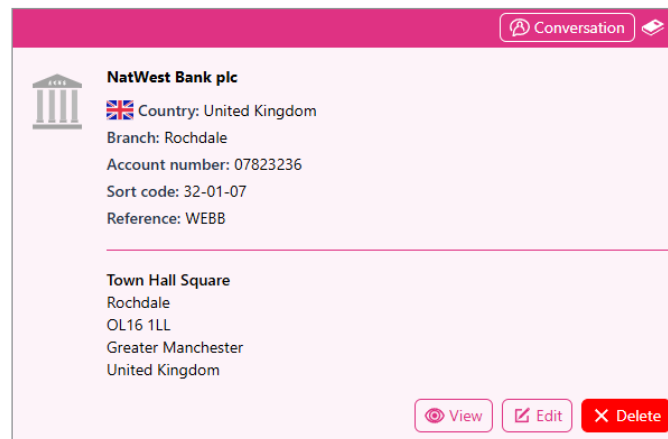 Conversation
NatWest Bank plc
Country: United Kingdom
Branch: Rochdale
Account number: 07823236
Sort code: 32-01-07
Reference: WEBB
Town Hall Square
Rochdale
OL16 1LL
Greater Manchester
United Kingdom
View Edit Delete